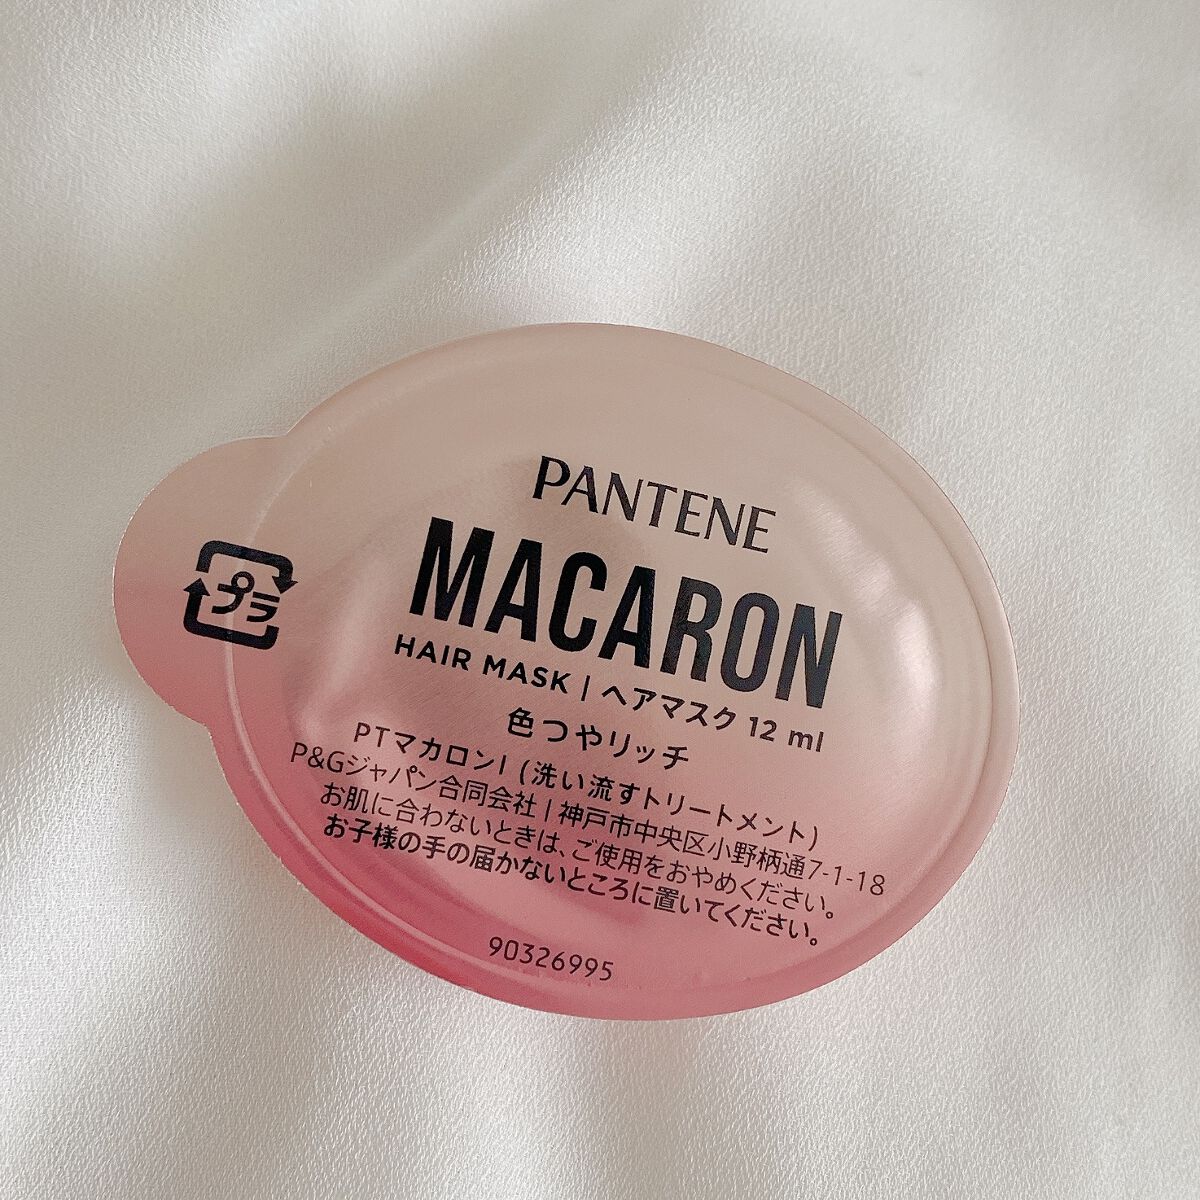 PANTENE
MACARON
HAIR MASK | ヘアマスク 12 ml
色つやリッチ
PTマカロンI (洗い流すトリートメント)
P&Gジャパン合同会社 | 神戸市中央区小野柄通7-1-18
お肌に合わないときは、ご使用をおやめください。
お子様の手の届かないところに置いてください。
90326995
プラ